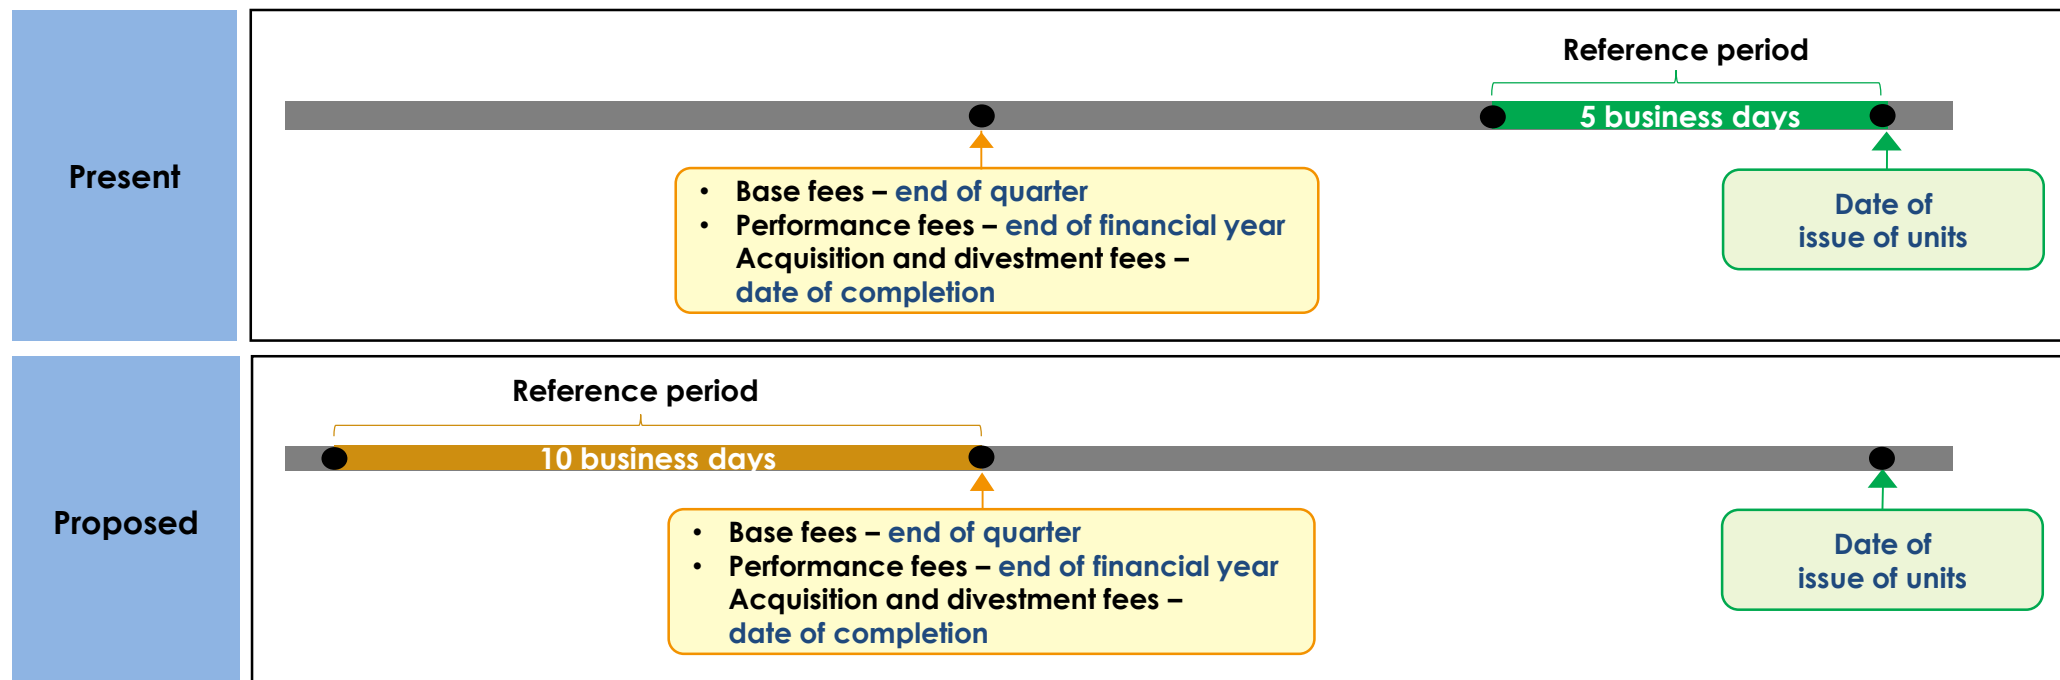 Present
Reference period
5 business days
• Base fees – end of quarter
• Performance fees – end of financial year
Acquisition and divestment fees –
date of completion
Date of
issue of units
Proposed
Reference period
10 business days
• Base fees – end of quarter
• Performance fees – end of financial year
Acquisition and divestment fees –
date of completion
Date of
issue of units